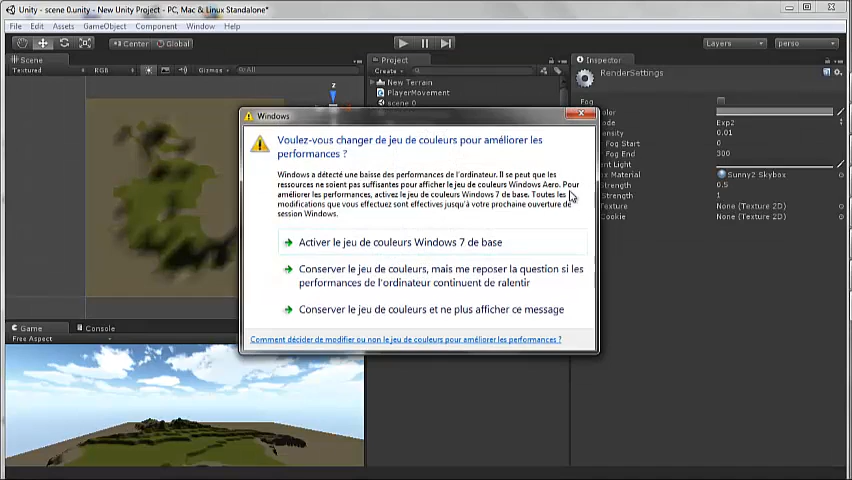 Unity - scene 0.unity - New Unity Project - PC, Mac & Linux Standalone*
File Edit Assets GameObject Component Window Help
Center Global Layers perso
Scene Project Inspector
Textured RGB Gizmos All Create
New Terrain
PlayerMovement
scene 0
RenderSettings
z
Fog
Exp2
0.01
Fog Start 0
Fog End 300
Sunny2 Skybox
Strength 0.5
Strength 1
Texture None (Texture 2D)
Cookie None (Texture 2D)
Windows
Voulez-vous changer de jeu de couleurs pour améliorer les
performances ?
Windows a détecté une baisse des performances de l'ordinateur. Il se peut que les
ressources ne soient pas suffisantes pour afficher le jeu de couleurs Windows Aero. Pour
améliorer les performances, activez le jeu de couleurs Windows 7 de base. Toutes les
modifications que vous effectuez sont effectives jusqu'à votre prochaine ouverture de
session Windows.
Activer le jeu de couleurs Windows 7 de base
Conserver le jeu de couleurs, mais me reposer la question si les
performances de l'ordinateur continuent de ralentir
Conserver le jeu de couleurs et ne plus afficher ce message
Comment décider de modifier ou non le jeu de couleurs pour améliorer les performances ?
Game Console
Free Aspect